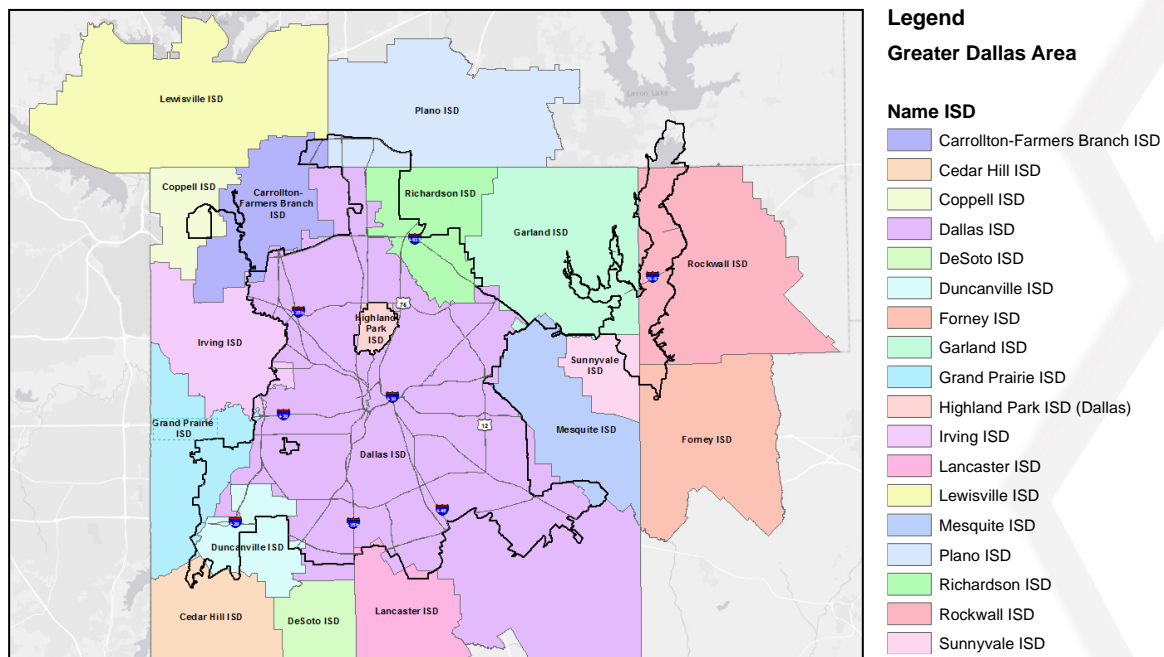 Legend
Greater Dallas Area
Name ISD
Carrollton-Farmers Branch ISD
Cedar Hill ISD
Coppell ISD
Dallas ISD
DeSoto ISD
Duncanville ISD
Forney ISD
Garland ISD
Grand Prairie ISD
Highland Park ISD (Dallas)
Irving ISD
Lancaster ISD
Lewisville ISD
Mesquite ISD
Plano ISD
Richardson ISD
Rockwall ISD
Sunnyvale ISD
Lewisville ISD
Plano ISD
Lavon Lake
Coppell ISD
Carrollton-
Farmers Branch
ISD
Richardson ISD
Garland ISD
Rockwall ISD
Irving ISD
Highland
Park
ISD
78
Sunnyvale
ISD
Grand Prairie
ISD
Dallas ISD
12
Mesquite ISD
Forney ISD
Duncanville ISD
Cedar Hill ISD
DeSoto ISD
Lancaster ISD